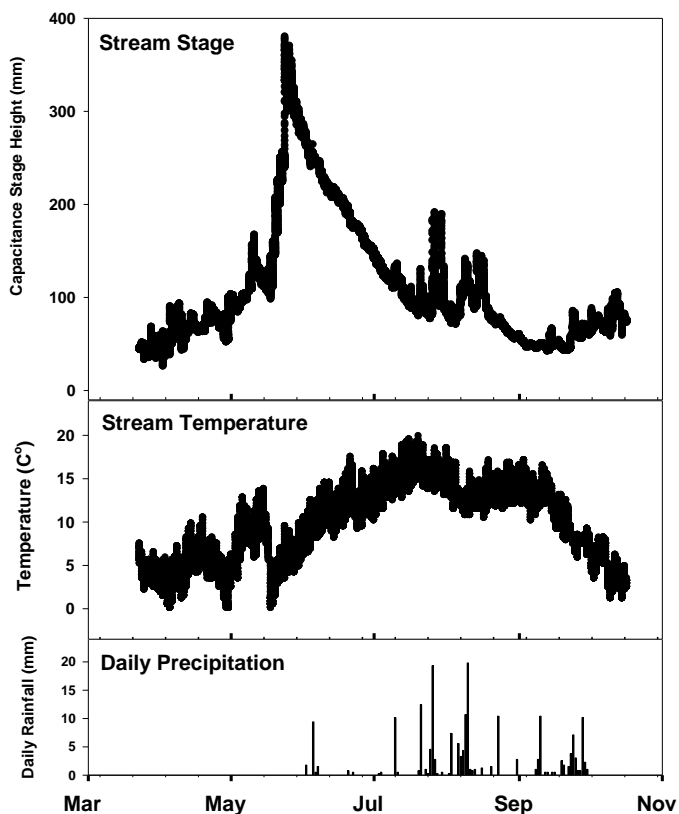 Stream Stage
Capacitance Stage Height (mm)
400
300
200
100
0
Stream Temperature
Temperature (C°)
20
15
10
5
0
Daily Precipitation
Daily Rainfall (mm)
20
15
10
5
0
Mar May Jul Sep Nov